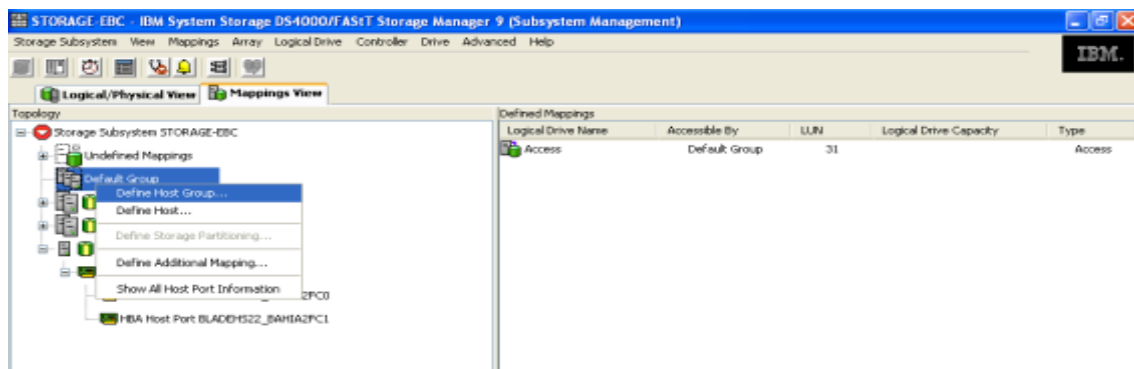 STORAGE-EBC - IBM System Storage DS4000/FAStT Storage Manager 9 (Subsystem Management)
Storage Subsystem View Mappings Array Logical Drive Controller Drive Advanced Help
IBM.
Logical/Physical View Mappings View
Topology
Storage Subsystem STORAGE-EBC
Undefined Mappings
Default Group
Define Host Group...
Define Host...
Define Storage Partitioning...
Define Additional Mapping...
Show All Host Port Information
2FC0
HBA Host Port BLADEHS22_BAHIA2FC1
Defined Mappings
Logical Drive Name Accessible By LUN Logical Drive Capacity Type
Access Default Group 31 Access